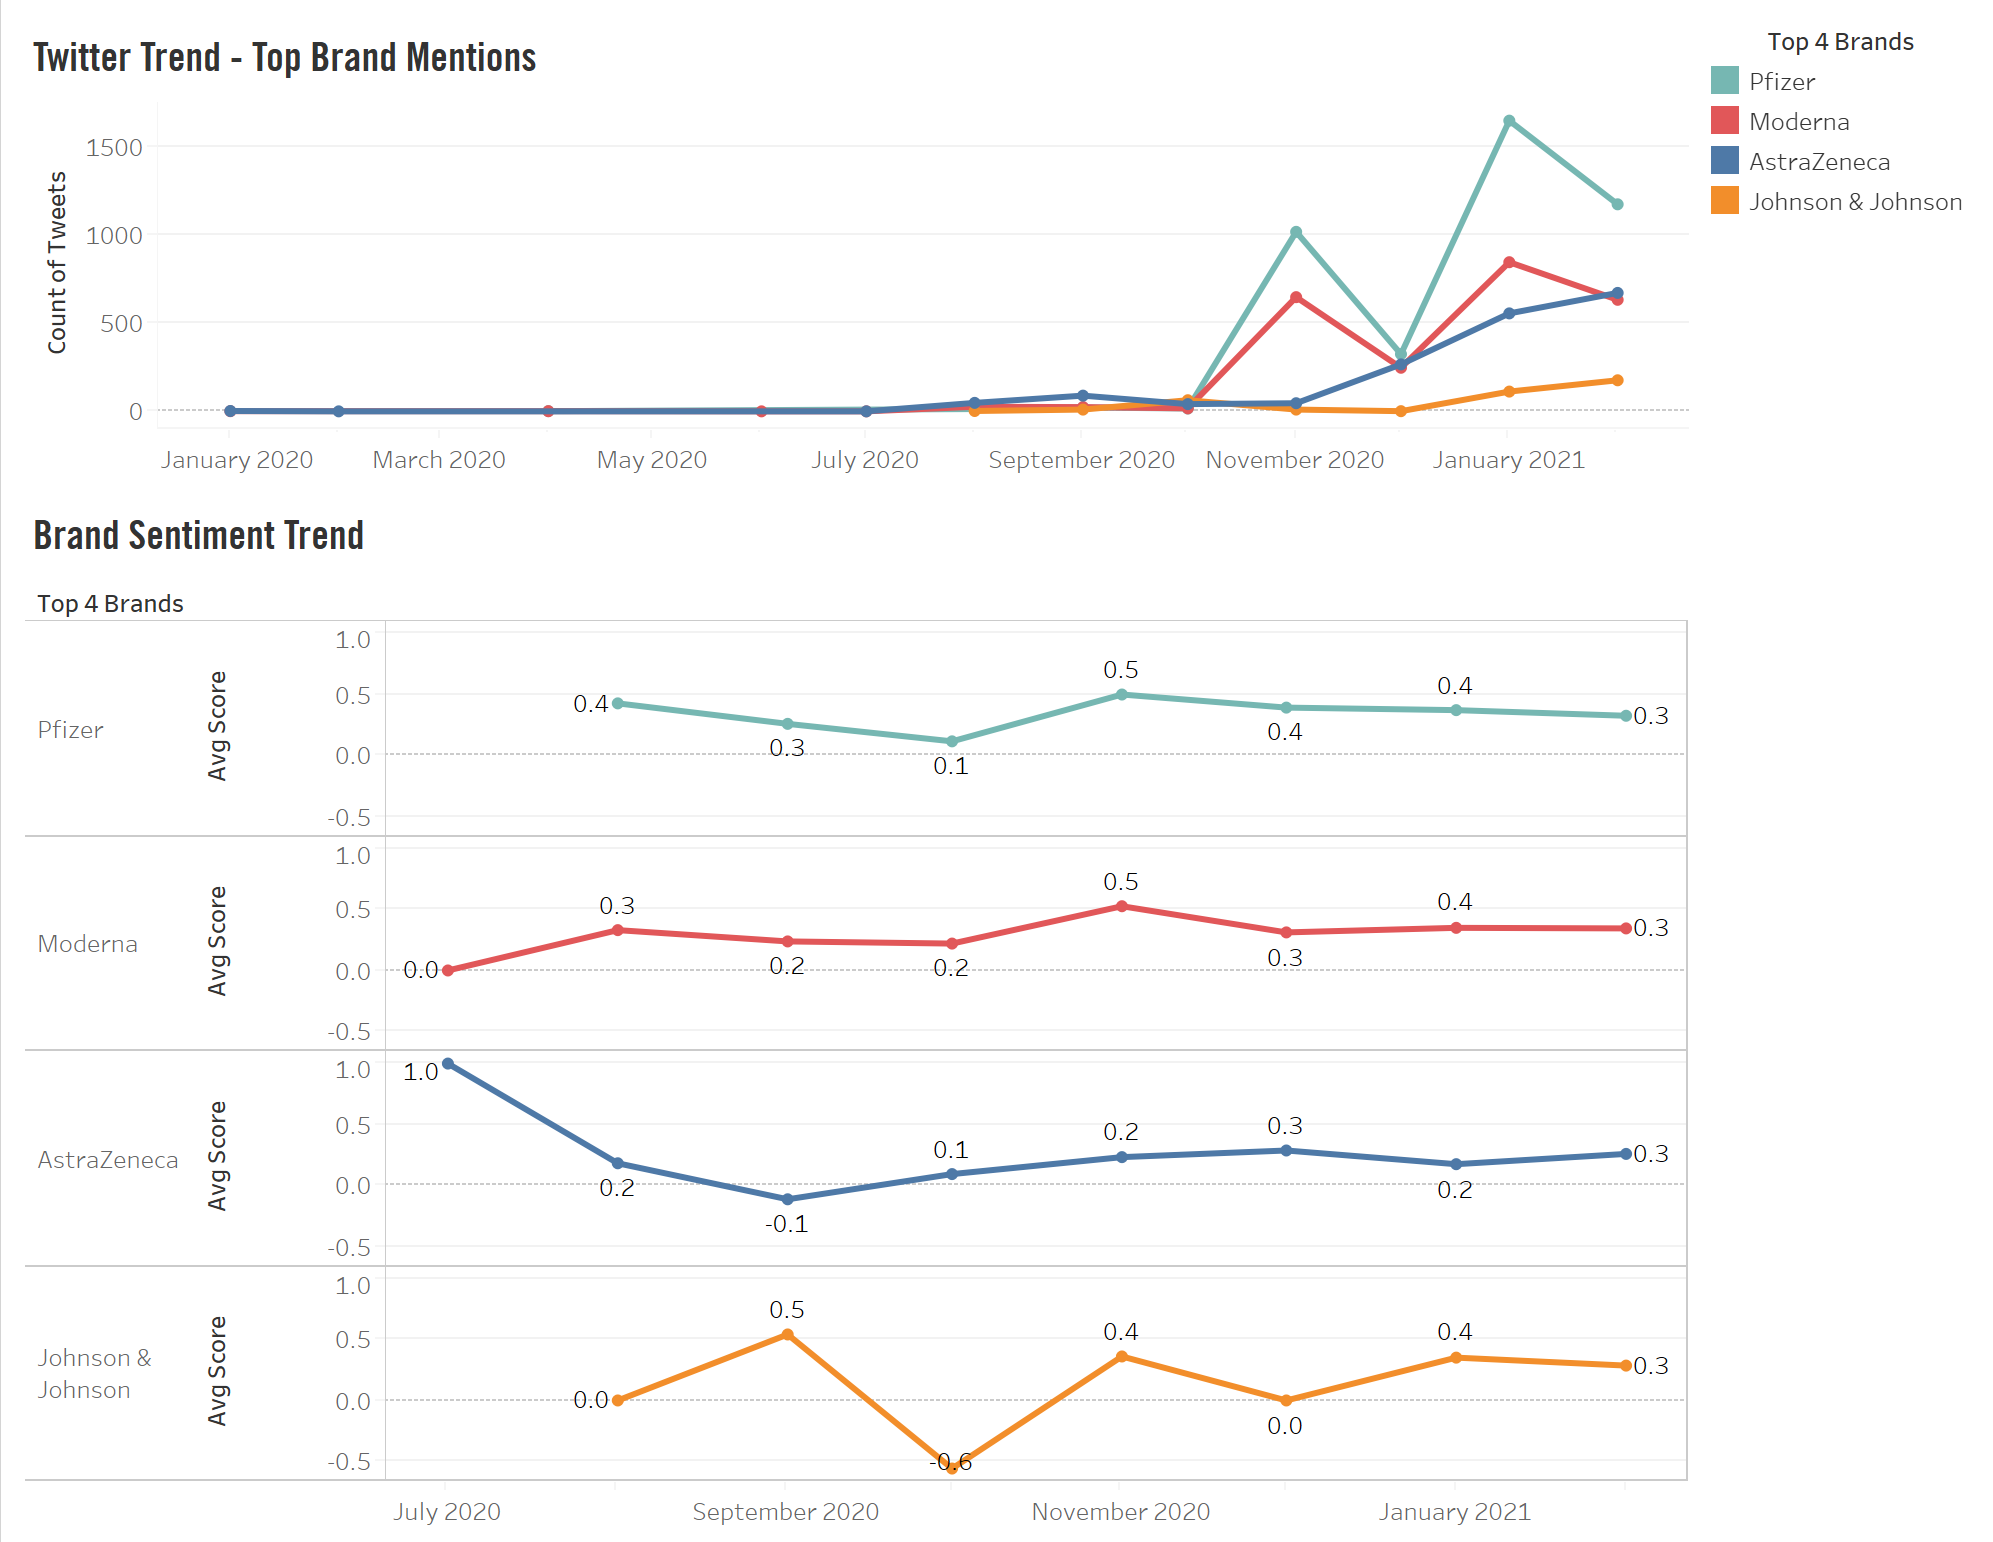 Twitter Trend - Top Brand Mentions
Top 4 Brands
Pfizer
Moderna
AstraZeneca
Johnson & Johnson
Count of Tweets
1500
1000
500
0
January 2020
March 2020
May 2020
July 2020
September 2020
November 2020
January 2021
Brand Sentiment Trend
Top 4 Brands
Pfizer
Avg Score
1.0
0.5
0.0
-0.5
0.4
0.3
0.1
0.5
0.4
0.4
0.3
Moderna
Avg Score
1.0
0.5
0.0
-0.5
0.0
0.3
0.2
0.2
0.5
0.3
0.4
0.3
AstraZeneca
Avg Score
1.0
0.5
0.0
-0.5
1.0
0.2
-0.1
0.1
0.2
0.3
0.2
0.3
Johnson &
Johnson
Avg Score
1.0
0.5
0.0
-0.5
0.0
0.5
-0.6
0.4
0.0
0.4
0.3
July 2020
September 2020
November 2020
January 2021